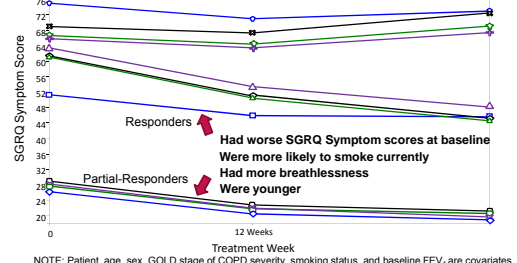 76
72
68
64
60
56
52
48
44
40
36
32
28
24
20
SGRQ Symptom Score
Responders
Had worse SGRQ Symptom scores at baseline
Were more likely to smoke currently
Had more breathlessness
Were younger
Partial-Responders
0
12 Weeks
Treatment Week
NOTE: Patient age, sex, GOLD stage of COPD severity, smoking status, and baseline FEV₁ are covariates